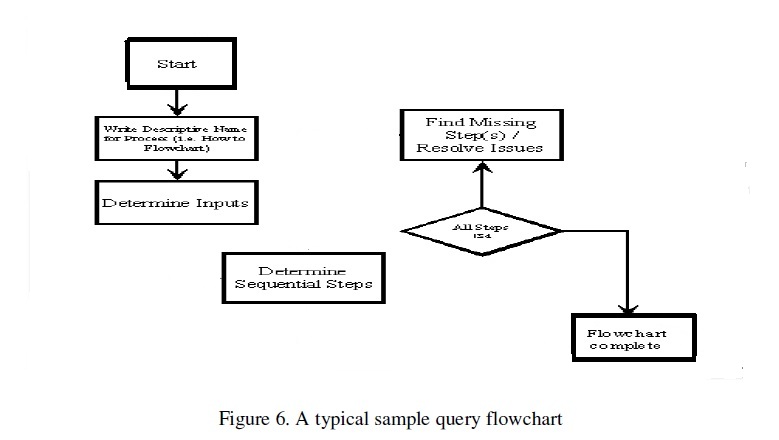 Start
Write Descriptive Name
for Process (i.e. How to
Flowchart)
Determine Inputs
Find Missing
Step(s) /
Resolve Issues
All Steps
Determine
Sequential Steps
Flowchart
complete
Figure 6. A typical sample query flowchart